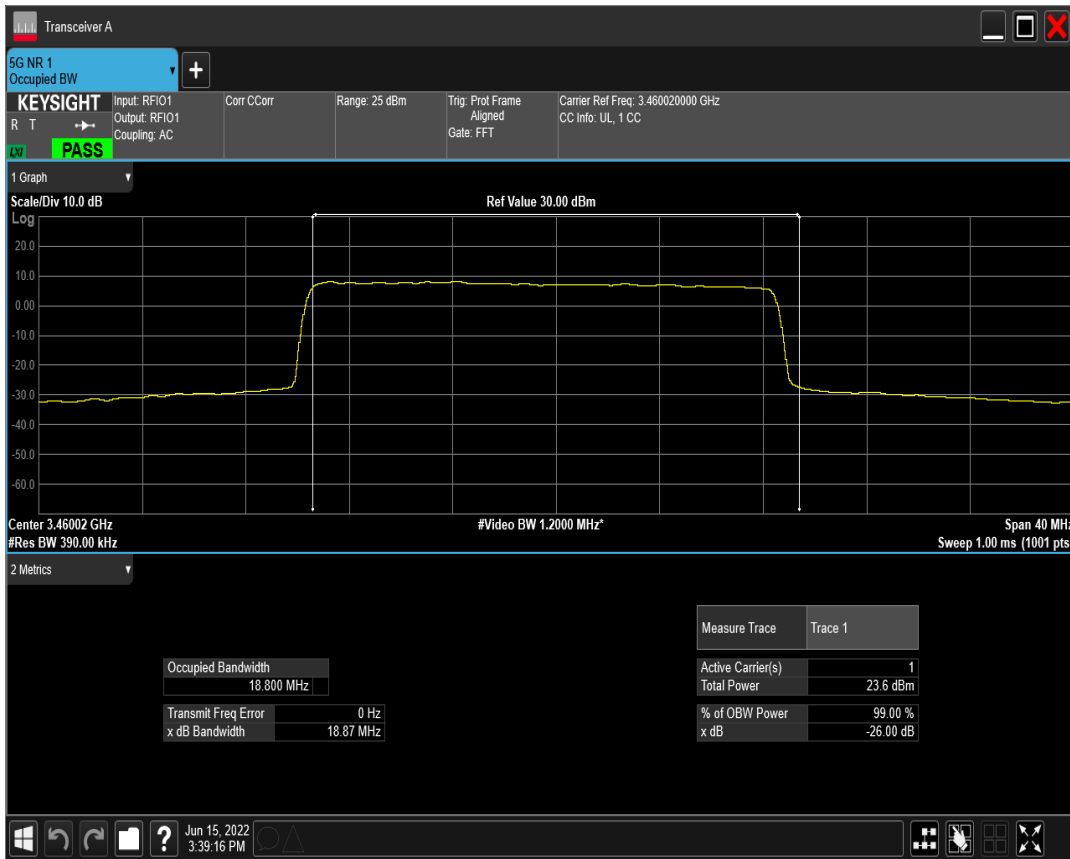 Transceiver A
5G NR 1
Occupied BW
KEYSIGHT
R T
LXI
PASS
Input: RFIO1
Output: RFIO1
Coupling: AC
Corr CCorr
Range: 25 dBm
Trig: Prot Frame
Aligned
Gate: FFT
Carrier Ref Freq: 3.460020000 GHz
CC Info: UL, 1 CC
1 Graph
Scale/Div 10.0 dB
Ref Value 30.00 dBm
Log
20.0
10.0
0.00
-10.0
-20.0
-30.0
-40.0
-50.0
-60.0
Center 3.46002 GHz
#Video BW 1.2000 MHz*
Span 40 MHz
#Res BW 390.00 kHz
Sweep 1.00 ms (1001 pts
2 Metrics
Measure Trace Trace 1
Occupied Bandwidth
18.800 MHz
Active Carrier(s) 1
Total Power 23.6 dBm
Transmit Freq Error 0 Hz
x dB Bandwidth 18.87 MHz
% of OBW Power 99.00 %
x dB -26.00 dB
?
Jun 15, 2022
3:39:16 PM